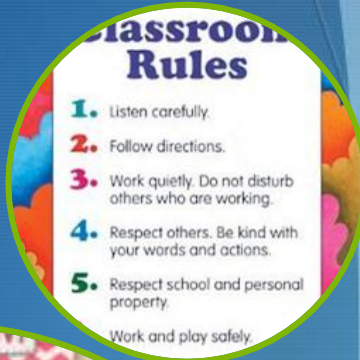 Rules
1. Listen carefully.
2. Follow directions.
3. Work quietly. Do not disturb
others who are working.
4. Respect others. Be kind with
your words and actions.
5. Respect school and personal
property.
Work and play safely.